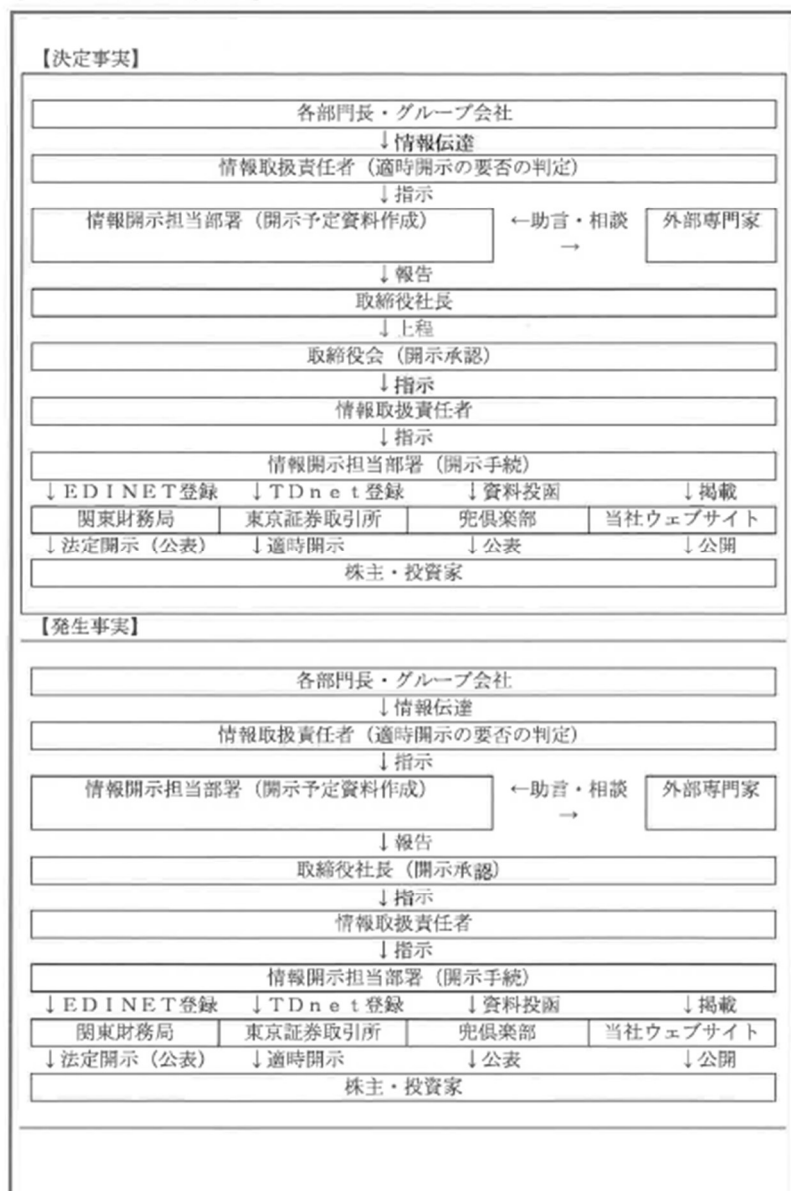 【決定事実】
各部門長・グループ会社
↓情報伝達
情報取扱責任者（適時開示の要否の判定）
↓指示
情報開示担当部署（開示予定資料作成） ←助言・相談 外部専門家
→
↓報告
取締役社長
↓上程
取締役会（開示承認）
↓指示
情報取扱責任者
↓指示
情報開示担当部署（開示手続）
↓ＥＤＩＮＥＴ登録 ↓ＴＤｎｅｔ登録 ↓資料投函 ↓掲載
関東財務局 東京証券取引所 兜倶楽部 当社ウェブサイト
↓法定開示（公表） ↓適時開示 ↓公表 ↓公開
株主・投資家
【発生事実】
各部門長・グループ会社
↓情報伝達
情報取扱責任者（適時開示の要否の判定）
↓指示
情報開示担当部署（開示予定資料作成） ←助言・相談 外部専門家
→
↓報告
取締役社長（開示承認）
↓指示
情報取扱責任者
↓指示
情報開示担当部署（開示手続）
↓ＥＤＩＮＥＴ登録 ↓ＴＤｎｅｔ登録 ↓資料投函 ↓掲載
関東財務局 東京証券取引所 兜倶楽部 当社ウェブサイト
↓法定開示（公表） ↓適時開示 ↓公表 ↓公開
株主・投資家